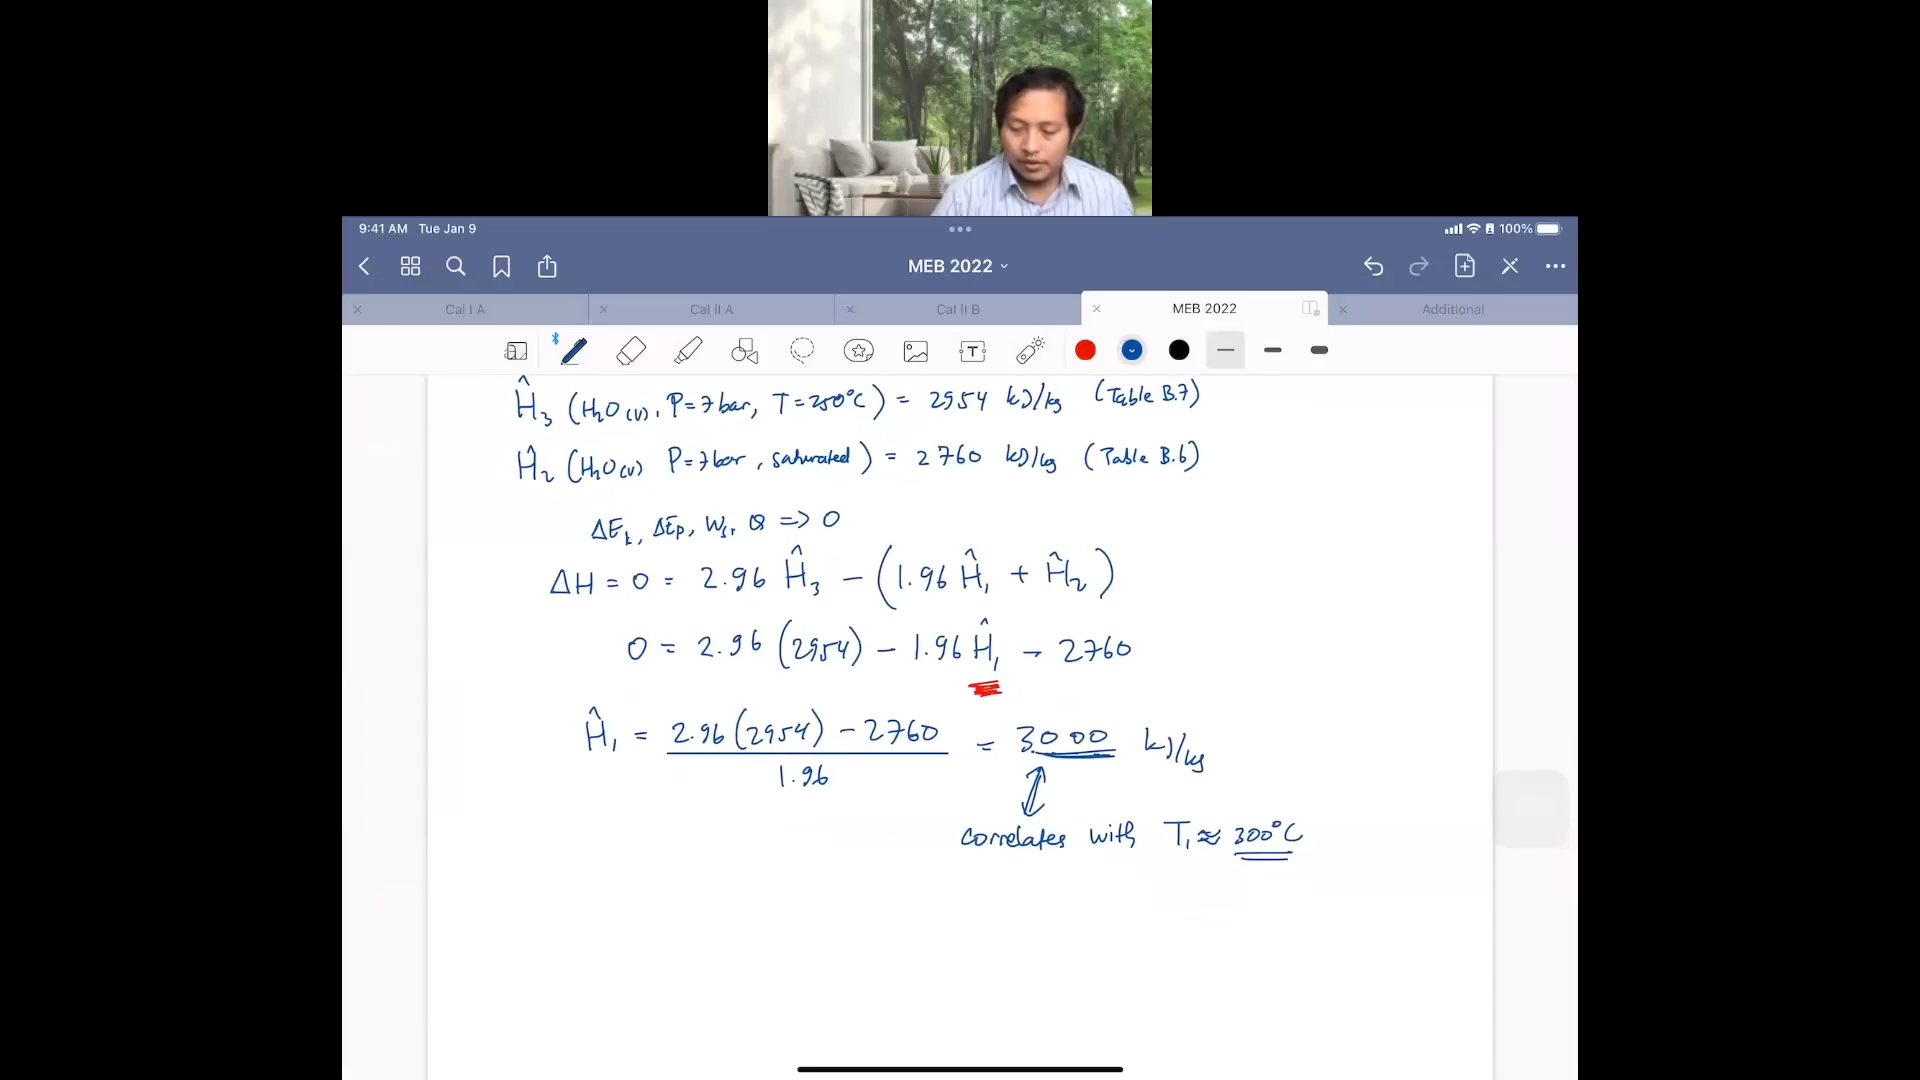 9:41 AM Tue Jan 9
100%
MEB 2022
Cal I A
Cal II A
Cal II B
MEB 2022
Additional
T
Ĥ₃ (H₂O(v), P=7bar, T=250°C) = 2954 kJ/kg (Table B.7)
Ĥ₂ (H₂O(v) P=7bar, saturated) = 2760 kJ/kg (Table B.6)
ΔEₖ, ΔEp, Ws, Q => 0
ΔH = 0 = 2.96 Ĥ₃ − (1.96 Ĥ₁ + Ĥ₂)
0 = 2.96 (2954) − 1.96 Ĥ₁ − 2760
Ĥ₁ = 2.96(2954) − 2760 = 3000 kJ/kg
1.96
correlates with T₁ ≈ 300°C